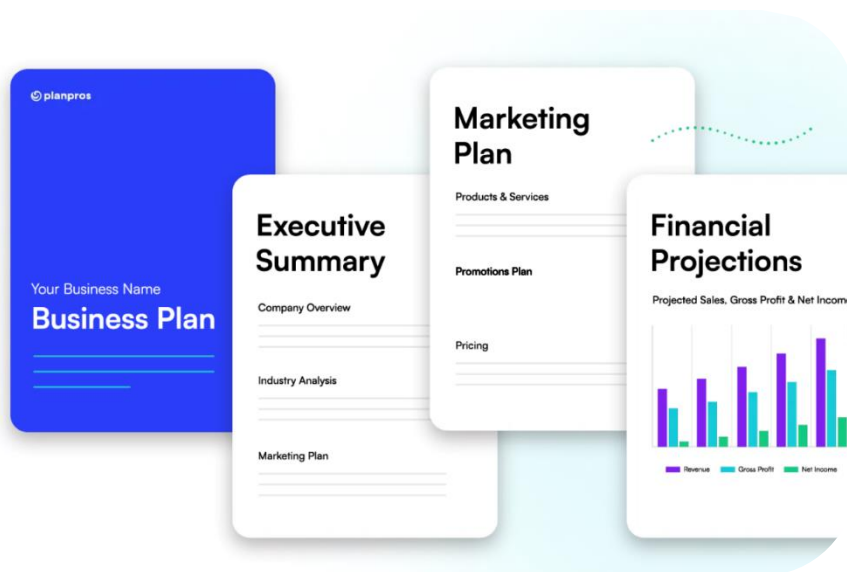 planpros
Your Business Name
Business Plan
Executive
Summary
Company Overview
Industry Analysis
Marketing Plan
Marketing
Plan
Products & Services
Promotions Plan
Pricing
Financial
Projections
Projected Sales, Gross Profit & Net Incom
Revenue
Gross Profit
Net Income